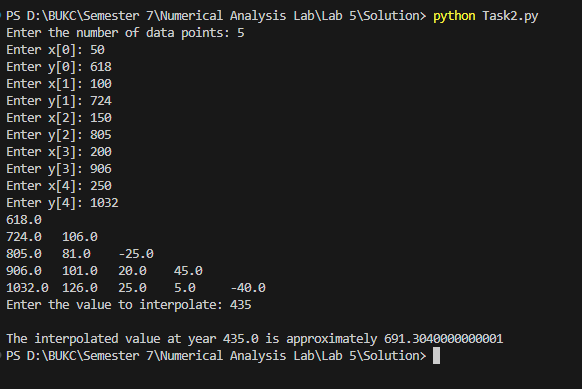 PS D:\BUKC\Semester 7\Numerical Analysis Lab\Lab 5\Solution> python Task2.py
Enter the number of data points: 5
Enter x[0]: 50
Enter y[0]: 618
Enter x[1]: 100
Enter y[1]: 724
Enter x[2]: 150
Enter y[2]: 805
Enter x[3]: 200
Enter y[3]: 906
Enter x[4]: 250
Enter y[4]: 1032
618.0
724.0   106.0
805.0   81.0    -25.0
906.0   101.0   20.0    45.0
1032.0  126.0   25.0    5.0     -40.0
Enter the value to interpolate: 435

The interpolated value at year 435.0 is approximately 691.3040000000001
PS D:\BUKC\Semester 7\Numerical Analysis Lab\Lab 5\Solution>